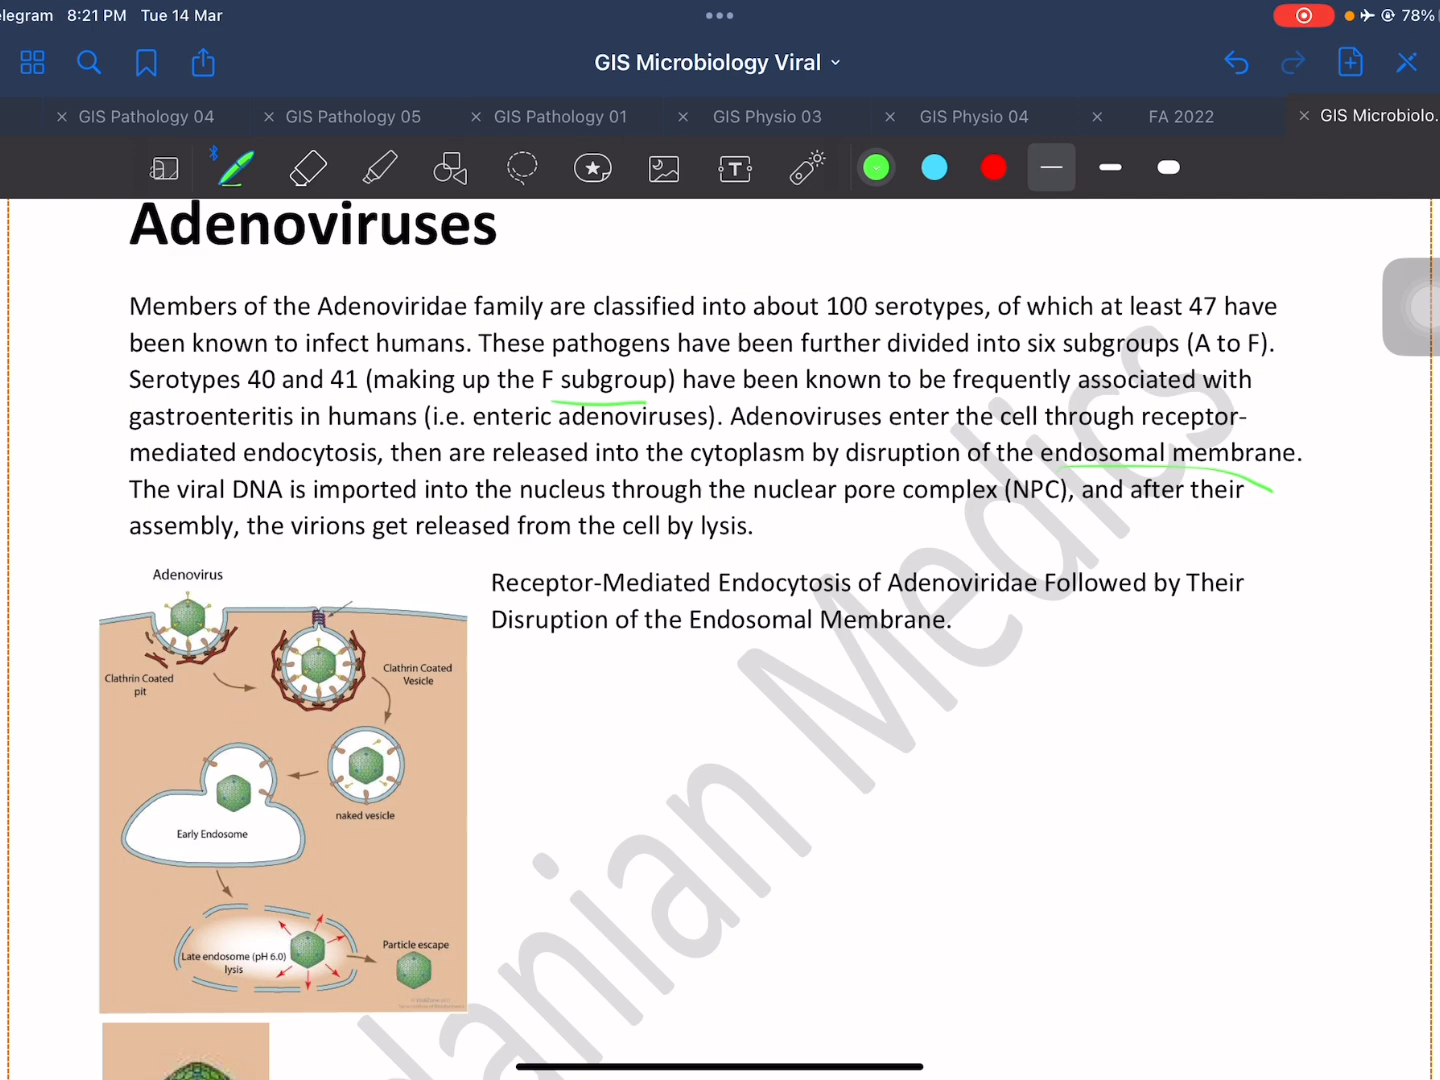 elegram 8:21 PM Tue 14 Mar
78%
GIS Microbiology Viral
GIS Pathology 04
GIS Pathology 05
GIS Pathology 01
GIS Physio 03
GIS Physio 04
FA 2022
GIS Microbiolo.
T
Adenoviruses
Members of the Adenoviridae family are classified into about 100 serotypes, of which at least 47 have
been known to infect humans. These pathogens have been further divided into six subgroups (A to F).
Serotypes 40 and 41 (making up the F subgroup) have been known to be frequently associated with
gastroenteritis in humans (i.e. enteric adenoviruses). Adenoviruses enter the cell through receptor-
mediated endocytosis, then are released into the cytoplasm by disruption of the endosomal membrane.
The viral DNA is imported into the nucleus through the nuclear pore complex (NPC), and after their
assembly, the virions get released from the cell by lysis.
Adenovirus
Clathrin Coated
pit
Clathrin Coated
Vesicle
naked vesicle
Early Endosome
Late endosome (pH 6.0)
lysis
Particle escape
Receptor-Mediated Endocytosis of Adenoviridae Followed by Their
Disruption of the Endosomal Membrane.
danian Medics